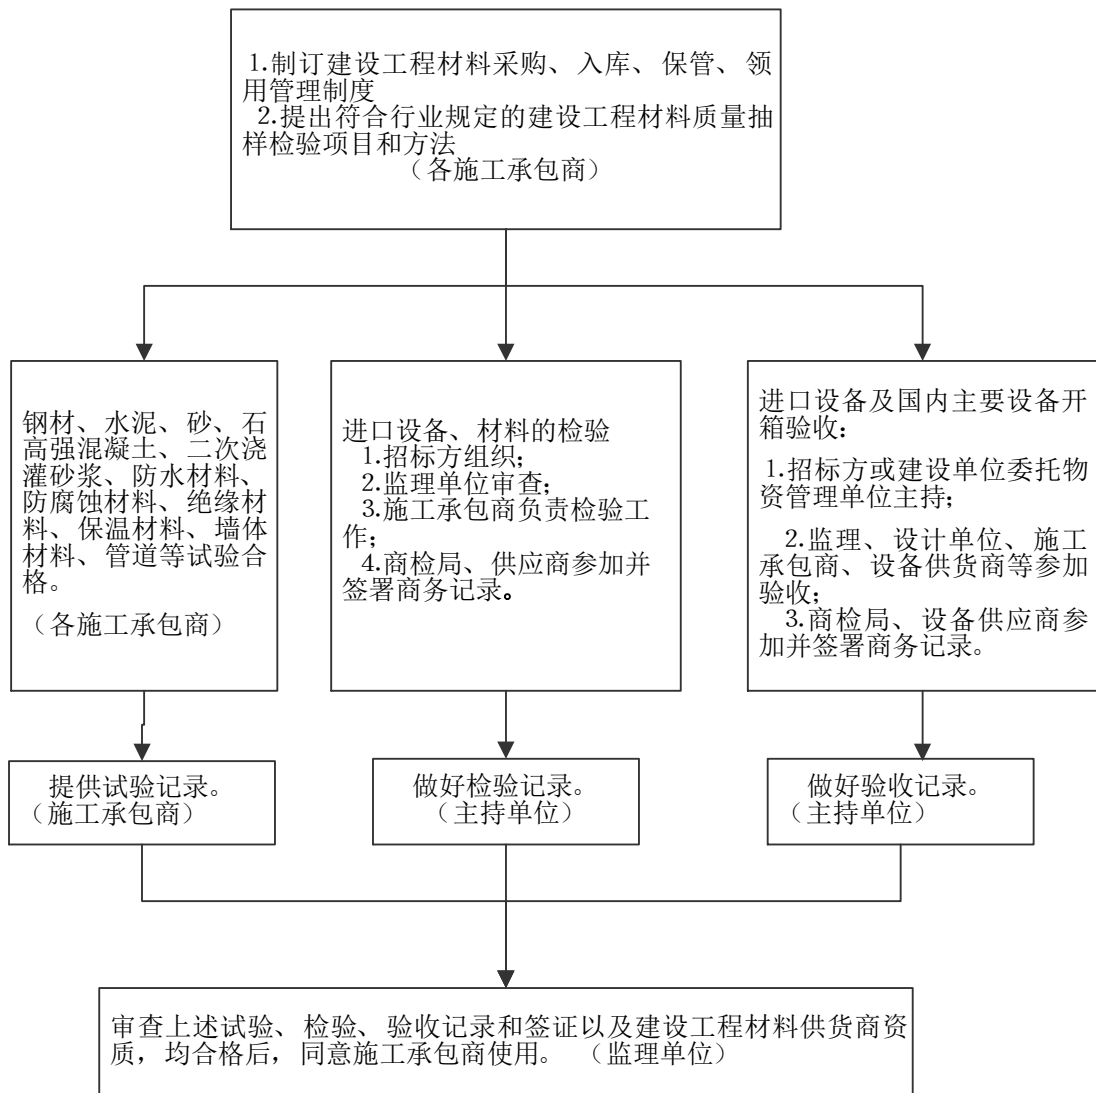 1.制订建设工程材料采购、入库、保管、领
用管理制度
2.提出符合行业规定的建设工程材料质量抽
样检验项目和方法
（各施工承包商）
钢材、水泥、砂、石
高强混凝土、二次浇
灌砂浆、防水材料、
防腐蚀材料、绝缘材
料、保温材料、墙体
材料、管道等试验合
格。
（各施工承包商）
进口设备、材料的检验
1.招标方组织；
2.监理单位审查；
3.施工承包商负责检验工
作；
4.商检局、供应商参加并
签署商务记录。
进口设备及国内主要设备开
箱验收：
1.招标方或建设单位委托物
资管理单位主持；
2.监理、设计单位、施工
承包商、设备供货商等参加
验收；
3.商检局、设备供应商参
加并签署商务记录。
提供试验记录。
（施工承包商）
做好检验记录。
（主持单位）
做好验收记录。
（主持单位）
审查上述试验、检验、验收记录和签证以及建设工程材料供货商资
质，均合格后，同意施工承包商使用。 （监理单位）